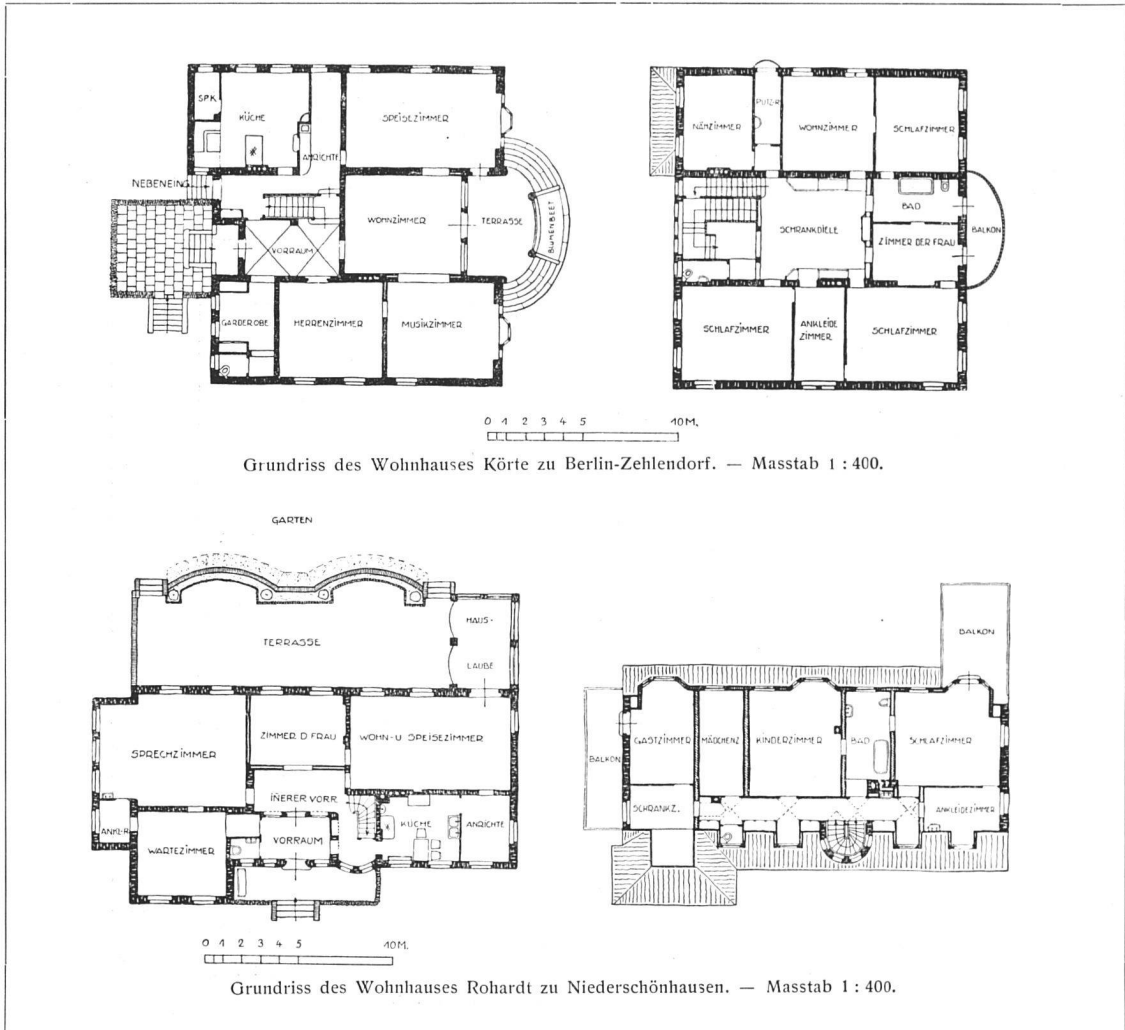 SP.K.
KÜCHE
ANRICHTE
SPEISEZIMMER
NEBENEING.
WOHNZIMMER
TERRASSE
BLUMENBEET
VORRAUM
GARDEROBE
HERRENZIMMER
MUSIKZIMMER
NÄHZIMMER
PUTZR.
WOHNZIMMER
SCHLAFZIMMER
SCHRANKDIELE
BAD
ZIMMER DER FRAU
BALKON
SCHLAFZIMMER
ANKLEIDE
ZIMMER
SCHLAFZIMMER
0 1 2 3 4 5 10 M.
Grundriss des Wohnhauses Körte zu Berlin-Zehlendorf. — Masstab 1 : 400.
GARTEN
TERRASSE
HAUS-
LAUBE
SPRECHZIMMER
ZIMMER D FRAU
WOHN-U SPEISEZIMMER
INERER VORR.
ANKL-R.
WARTEZIMMER
VORRAUM
KÜCHE
ANRICHTE
BALKON
BALKON
GASTZIMMER
MÄDCHENZ.
KINDERZIMMER
BAD
SCHLAFZIMMER
SCHRANKZ.
ANKLEIDEZIMMER
0 1 2 3 4 5 10 M.
Grundriss des Wohnhauses Rohardt zu Niederschönhausen. — Masstab 1 : 400.